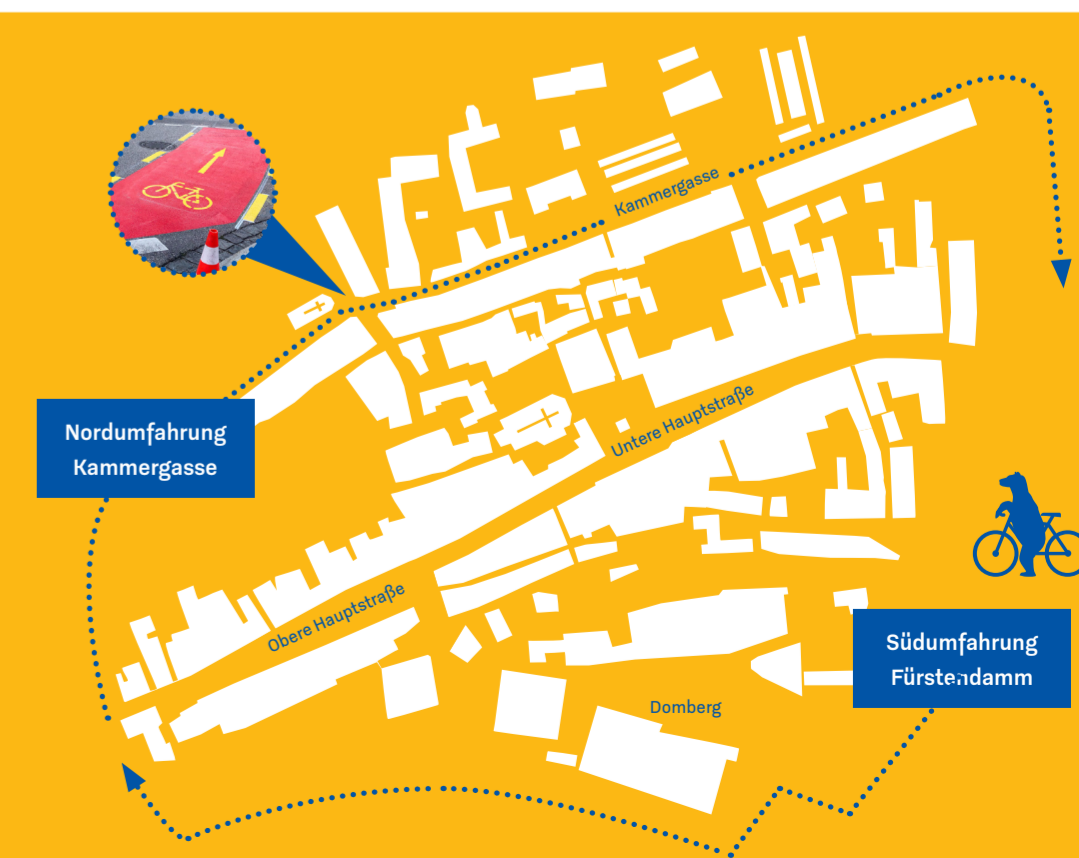 Kammergasse
Nordumfahrung
Kammergasse
Untere Hauptstraße
Obere Hauptstraße
Südumfahrung
Fürstendamm
Domberg